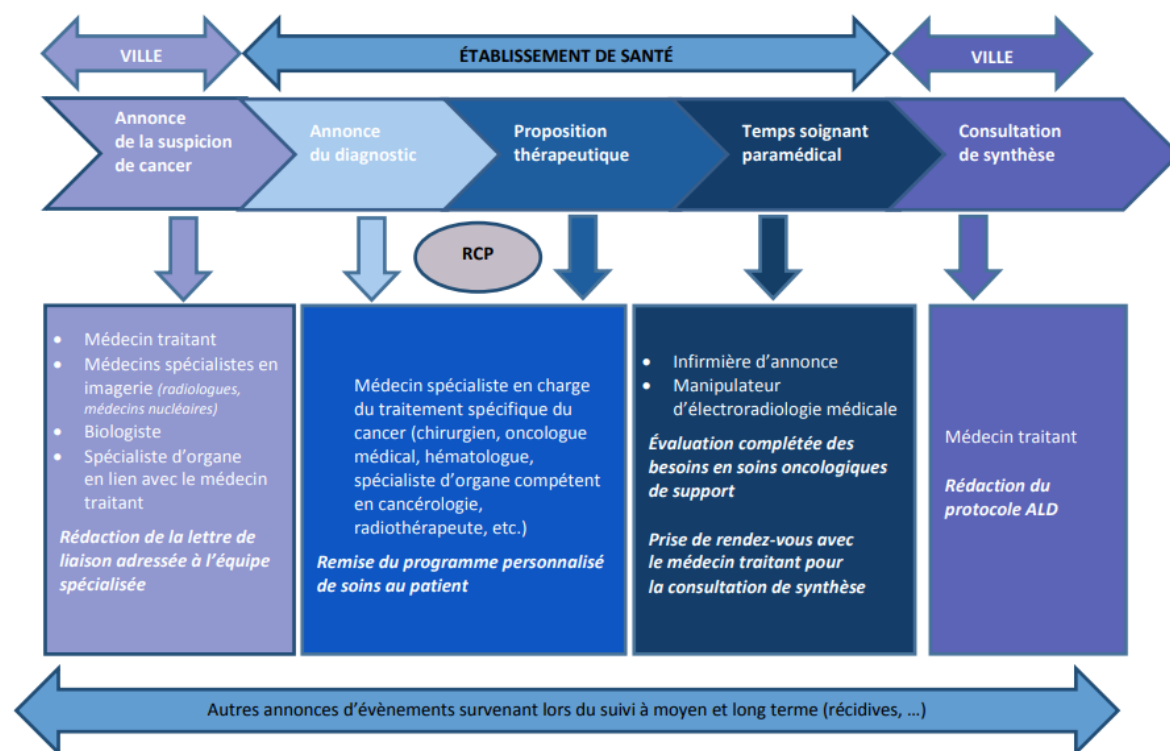 VILLE
ÉTABLISSEMENT DE SANTÉ
VILLE
Annonce
de la suspicion
de cancer
Annonce
du diagnostic
Proposition
thérapeutique
Temps soignant
paramédical
Consultation
de synthèse
RCP
• Médecin traitant
• Médecins spécialistes en
imagerie (radiologues,
médecins nucléaires)
• Biologiste
• Spécialiste d'organe
en lien avec le médecin
traitant
Rédaction de la lettre de
liaison adressée à l'équipe
spécialisée
Médecin spécialiste en charge
du traitement spécifique du
cancer (chirurgien, oncologue
médical, hématologue,
spécialiste d'organe compétent
en cancérologie,
radiothérapeute, etc.)
Remise du programme personnalisé
de soins au patient
• Infirmière d'annonce
• Manipulateur
d'électroradiologie médicale
Évaluation complétée des
besoins en soins oncologiques
de support
Prise de rendez-vous avec
le médecin traitant pour
la consultation de synthèse
Médecin traitant
Rédaction du
protocole ALD
Autres annonces d'évènements survenant lors du suivi à moyen et long terme (récidives, ...)